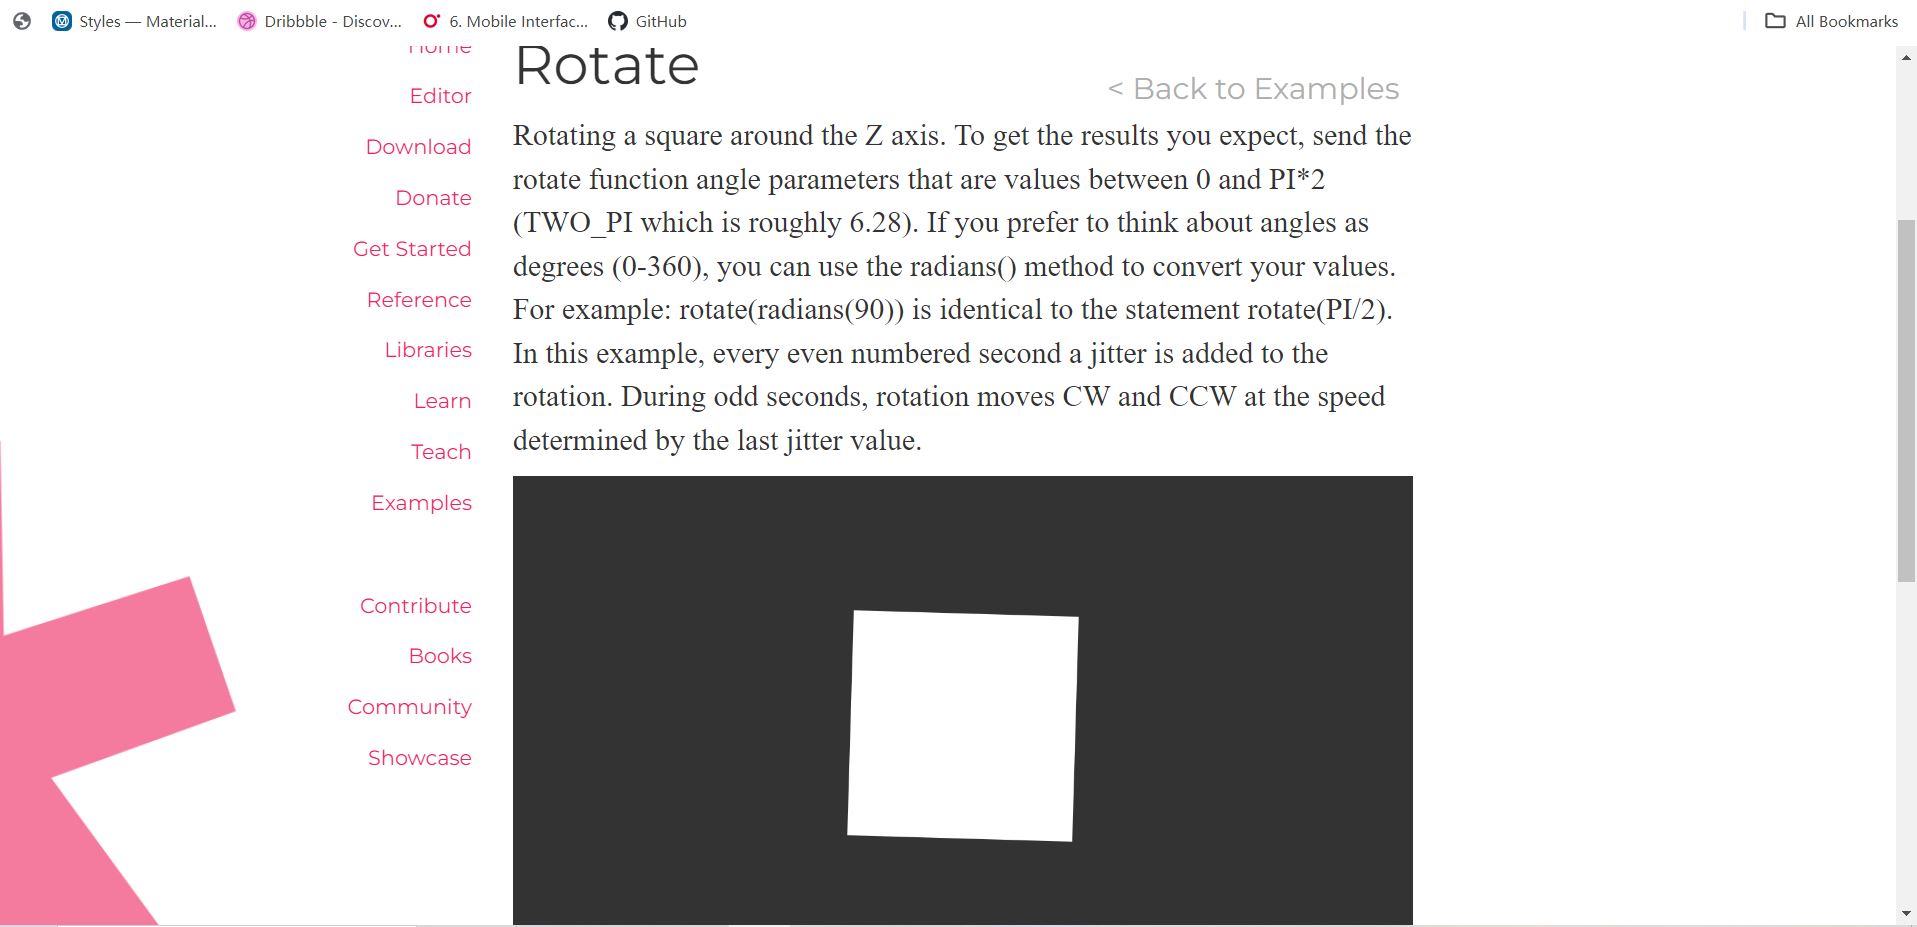 Styles — Material...
Dribbble - Discov...
6. Mobile Interfac...
GitHub
All Bookmarks
Home
Editor
Download
Donate
Get Started
Reference
Libraries
Learn
Teach
Examples
Contribute
Books
Community
Showcase
Rotate
< Back to Examples
Rotating a square around the Z axis. To get the results you expect, send the
rotate function angle parameters that are values between 0 and PI*2
(TWO_PI which is roughly 6.28). If you prefer to think about angles as
degrees (0-360), you can use the radians() method to convert your values.
For example: rotate(radians(90)) is identical to the statement rotate(PI/2).
In this example, every even numbered second a jitter is added to the
rotation. During odd seconds, rotation moves CW and CCW at the speed
determined by the last jitter value.